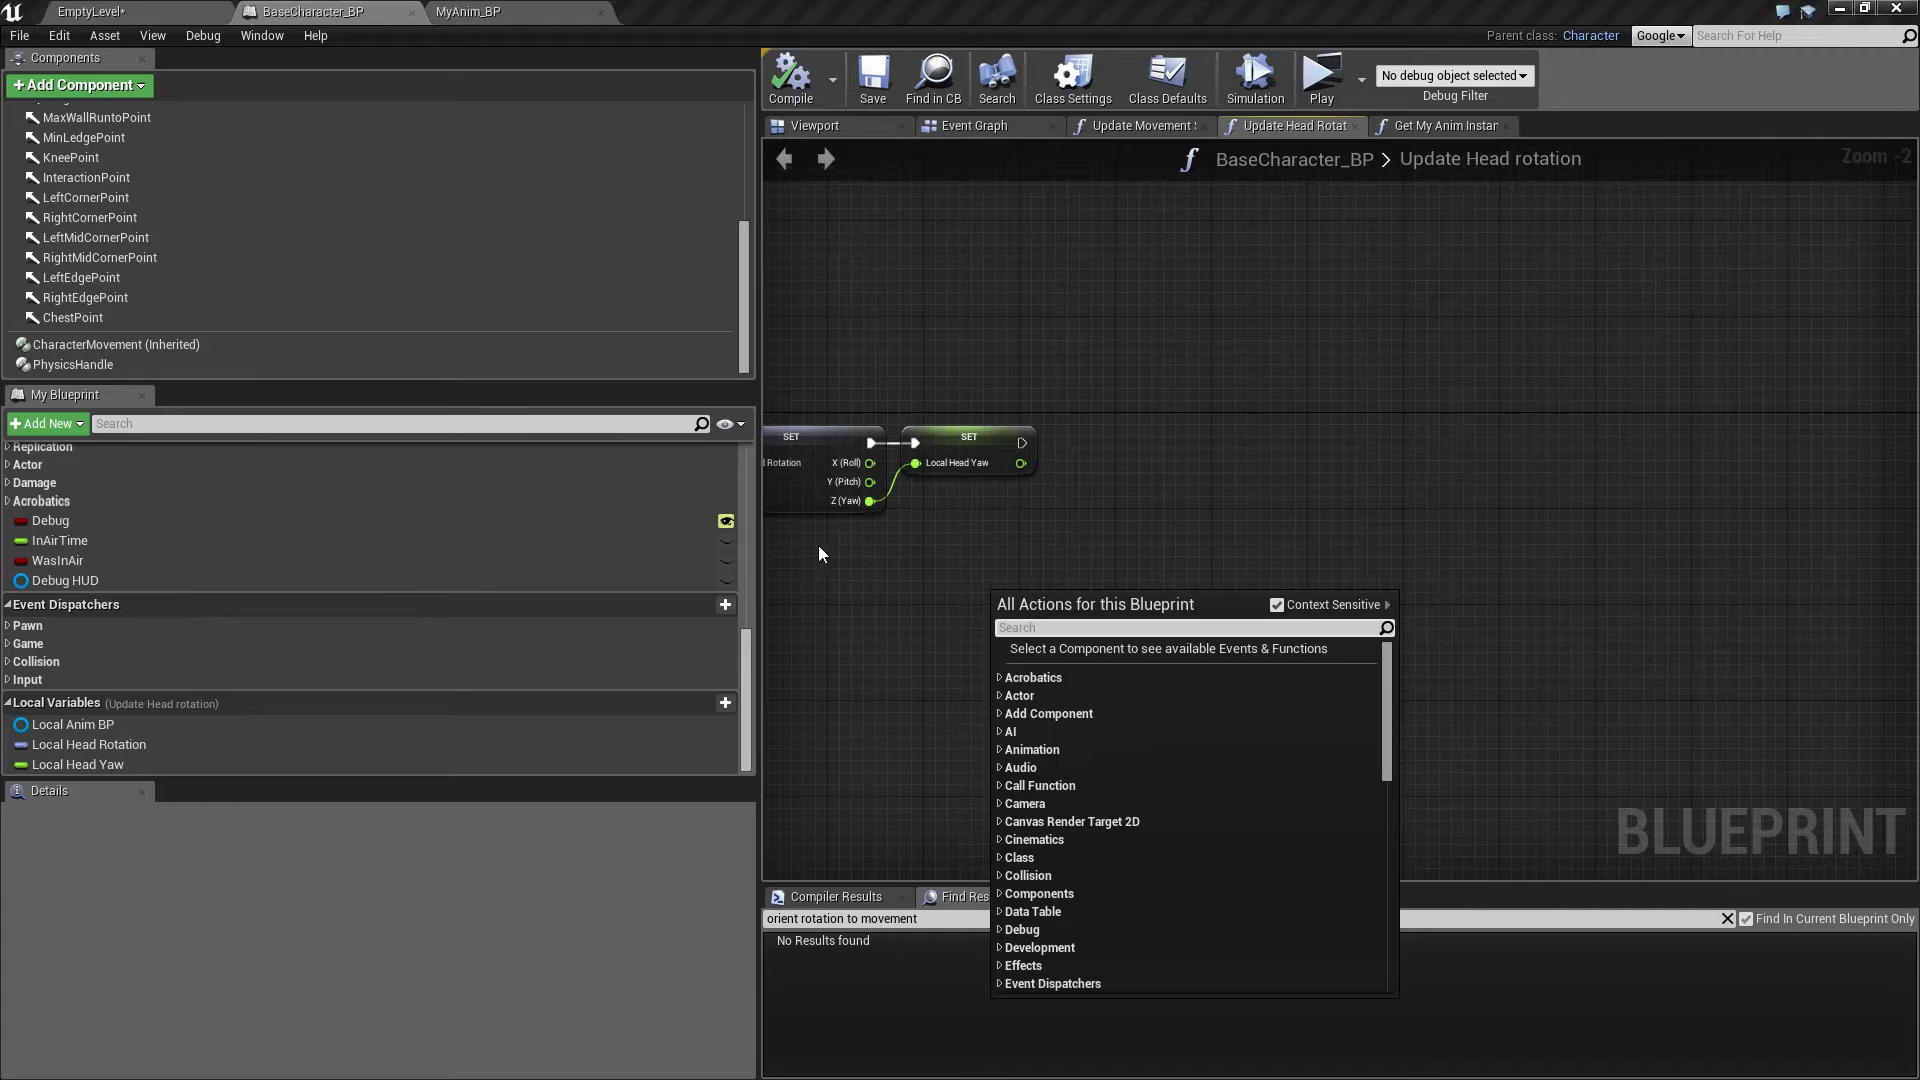 EmptyLevel*
BaseCharacter_BP
MyAnim_BP
File Edit Asset View Debug Window Help
Parent class: Character
Google
Search For Help
Components
Add Component
MaxWallRuntoPoint
MinLedgePoint
KneePoint
InteractionPoint
LeftCornerPoint
RightCornerPoint
LeftMidCornerPoint
RightMidCornerPoint
LeftEdgePoint
RightEdgePoint
ChestPoint
CharacterMovement (Inherited)
PhysicsHandle
My Blueprint
Add New
Search
Replication
Actor
Damage
Acrobatics
Debug
InAirTime
WasInAir
Debug HUD
Event Dispatchers
Pawn
Game
Collision
Input
Local Variables (Update Head rotation)
Local Anim BP
Local Head Rotation
Local Head Yaw
Details
Compile
Save
Find in CB
Search
Class Settings
Class Defaults
Simulation
Play
No debug object selected
Debug Filter
Viewport
Event Graph
Update Movement
Update Head Rotat
Get My Anim Instan
BaseCharacter_BP > Update Head rotation
Zoom -2
SET
Rotation
X (Roll)
Y (Pitch)
Z (Yaw)
SET
Local Head Yaw
All Actions for this Blueprint
Context Sensitive
Search
Select a Component to see available Events & Functions
Acrobatics
Actor
Add Component
AI
Animation
Audio
Call Function
Camera
Canvas Render Target 2D
Cinematics
Class
Collision
Components
Data Table
Debug
Development
Effects
Event Dispatchers
BLUEPRINT
Compiler Results
Find Res
orient rotation to movement
Find In Current Blueprint Only
No Results found